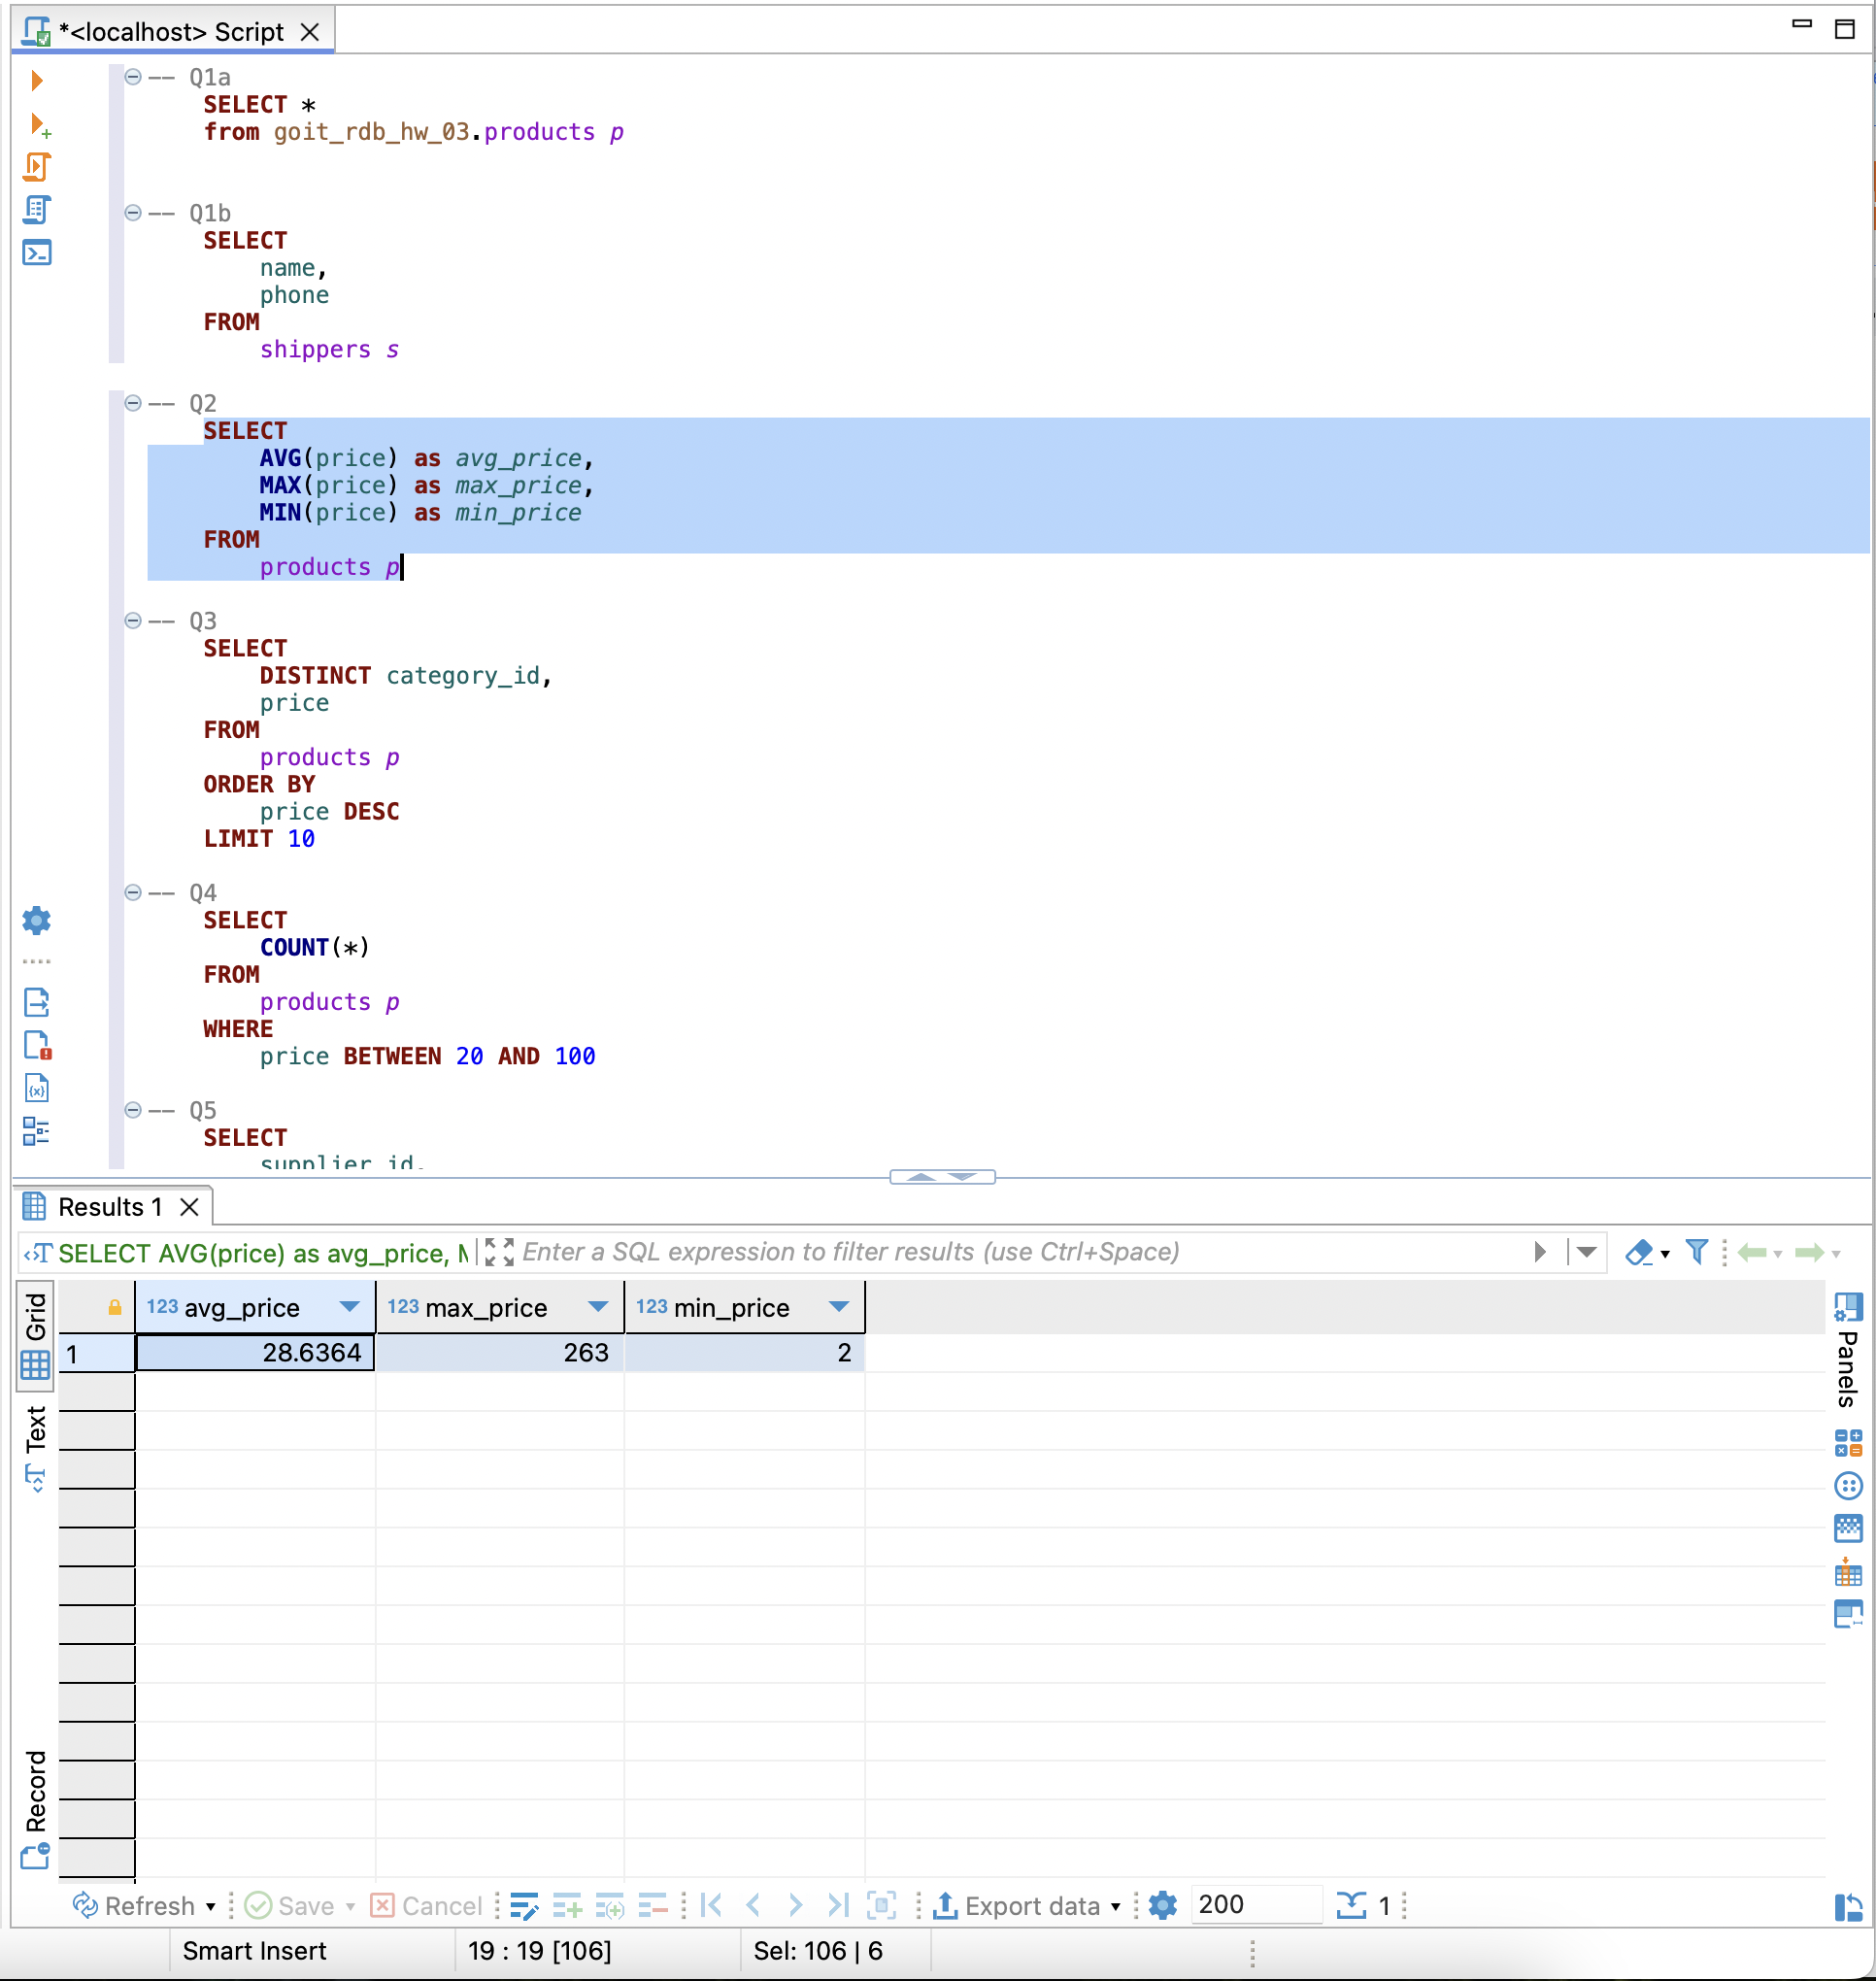 *<localhost> Script
-- Q1a
SELECT *
from goit_rdb_hw_03.products p
-- Q1b
SELECT
name,
phone
FROM
shippers s
-- Q2
SELECT
AVG(price) as avg_price,
MAX(price) as max_price,
MIN(price) as min_price
FROM
products p
-- Q3
SELECT
DISTINCT category_id,
price
FROM
products p
ORDER BY
price DESC
LIMIT 10
-- Q4
SELECT
COUNT(*)
FROM
products p
WHERE
price BETWEEN 20 AND 100
-- Q5
SELECT
supplier_id,
Results 1
SELECT AVG(price) as avg_price, M
Enter a SQL expression to filter results (use Ctrl+Space)
Grid
Text
Record
Panels
123 avg_price 123 max_price 123 min_price
1 28.6364 263 2
Refresh Save Cancel Export data 200 1
Smart Insert 19 : 19 [106] Sel: 106 | 6